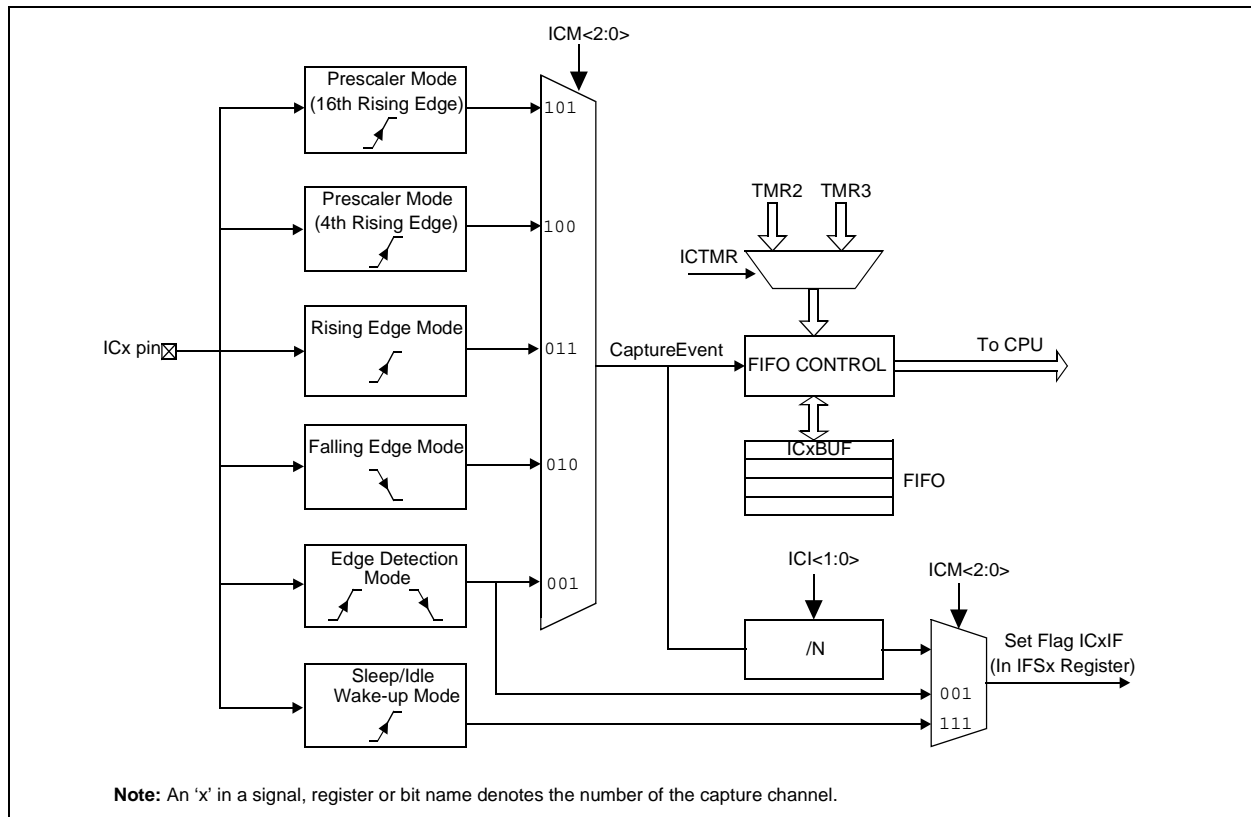 ICM<2:0>
Prescaler Mode
(16th Rising Edge)
101
Prescaler Mode
(4th Rising Edge)
100
TMR2
TMR3
ICTMR
ICx pin
Rising Edge Mode
011
CaptureEvent
FIFO CONTROL
To CPU
Falling Edge Mode
010
ICxBUF
FIFO
Edge Detection
Mode
001
ICI<1:0>
ICM<2:0>
/N
Set Flag ICxIF
(In IFSx Register)
Sleep/Idle
Wake-up Mode
001
111
Note: An ‘x’ in a signal, register or bit name denotes the number of the capture channel.